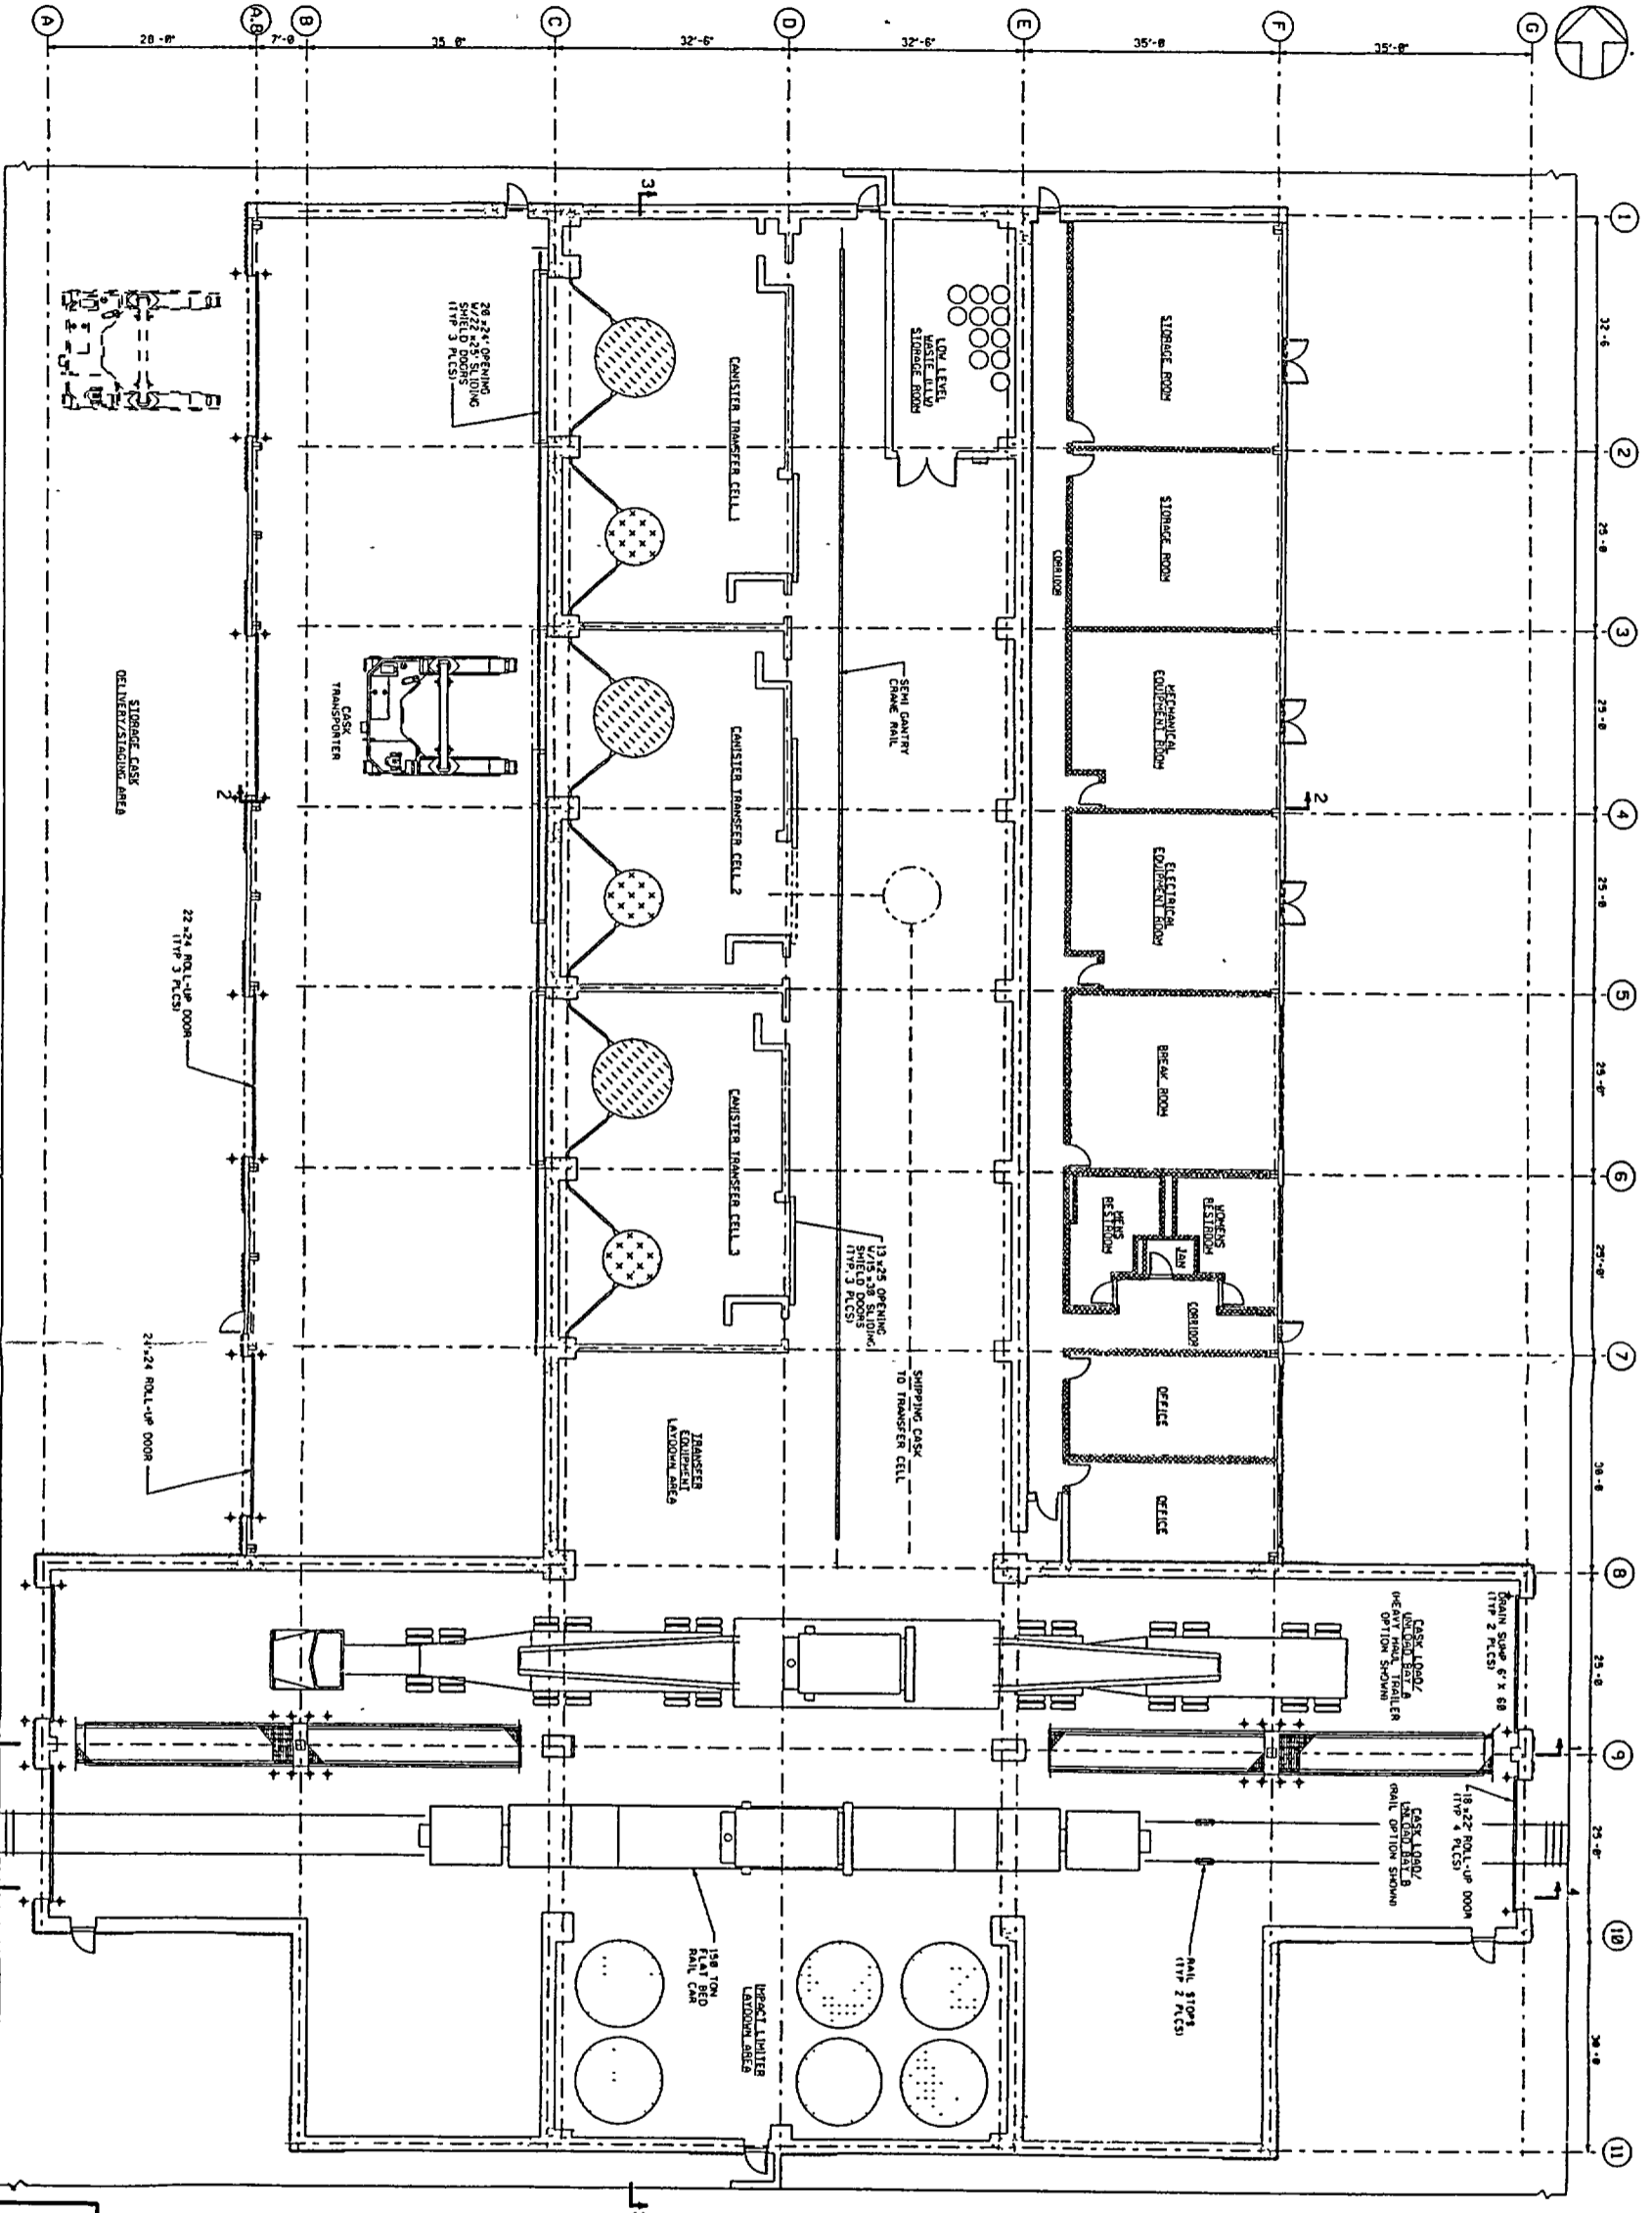 A
A.8
B
C
D
E
F
G
28'-0"
7'-0
35'-0"
32'-6"
32'-6"
35'-0
35'-0"
1
2
3
4
5
6
7
8
9
10
11
32-6
25-0
25-0
25-0
25-0"
25'-0"
30-0
25-0
25-0"
30-0
STORAGE ROOM
STORAGE ROOM
MECHANICAL
EQUIPMENT ROOM
ELECTRICAL
EQUIPMENT ROOM
BREAK ROOM
WOMENS
RESTROOM
JAN
MENS
RESTROOM
CORRIDOR
OFFICE
OFFICE
CORRIDOR
LOW LEVEL
WASTE (LLW)
STORAGE ROOM
SEMI GANTRY
CRANE RAIL
SHIPPING CASK
TO TRANSFER CELL
13 x25 OPENING
W/15 x30 SLIDING
SHIELD DOORS
(TYP. 3 PLCS)
CANISTER TRANSFER CELL 1
CANISTER TRANSFER CELL 2
CANISTER TRANSFER CELL 3
TRANSFER
EQUIPMENT
LAYDOWN AREA
20 x24' OPENING
W/22 x25' SLIDING
SHIELD DOORS
(TYP 3 PLCS)
CASK
TRANSPORTER
STORAGE CASK
DELIVERY/STAGING AREA
22 x24 ROLL-UP DOOR
(TYP 3 PLCS)
24'x24 ROLL-UP DOOR
DRAIN SUMP 6' x 60
(TYP 2 PLCS)
CASK LOAD/
UNLOAD BAY A
(HEAVY HAUL TRAILER
OPTION SHOWN)
18 x22' ROLL-UP DOOR
(TYP 4 PLCS)
CASK LOAD/
UNLOAD BAY B
(RAIL OPTION SHOWN)
RAIL STOPS
(TYP 2 PLCS)
150 TON
FLAT BED
RAIL CAR
IMPACT LIMITER
LAYDOWN AREA
3
2
2
4